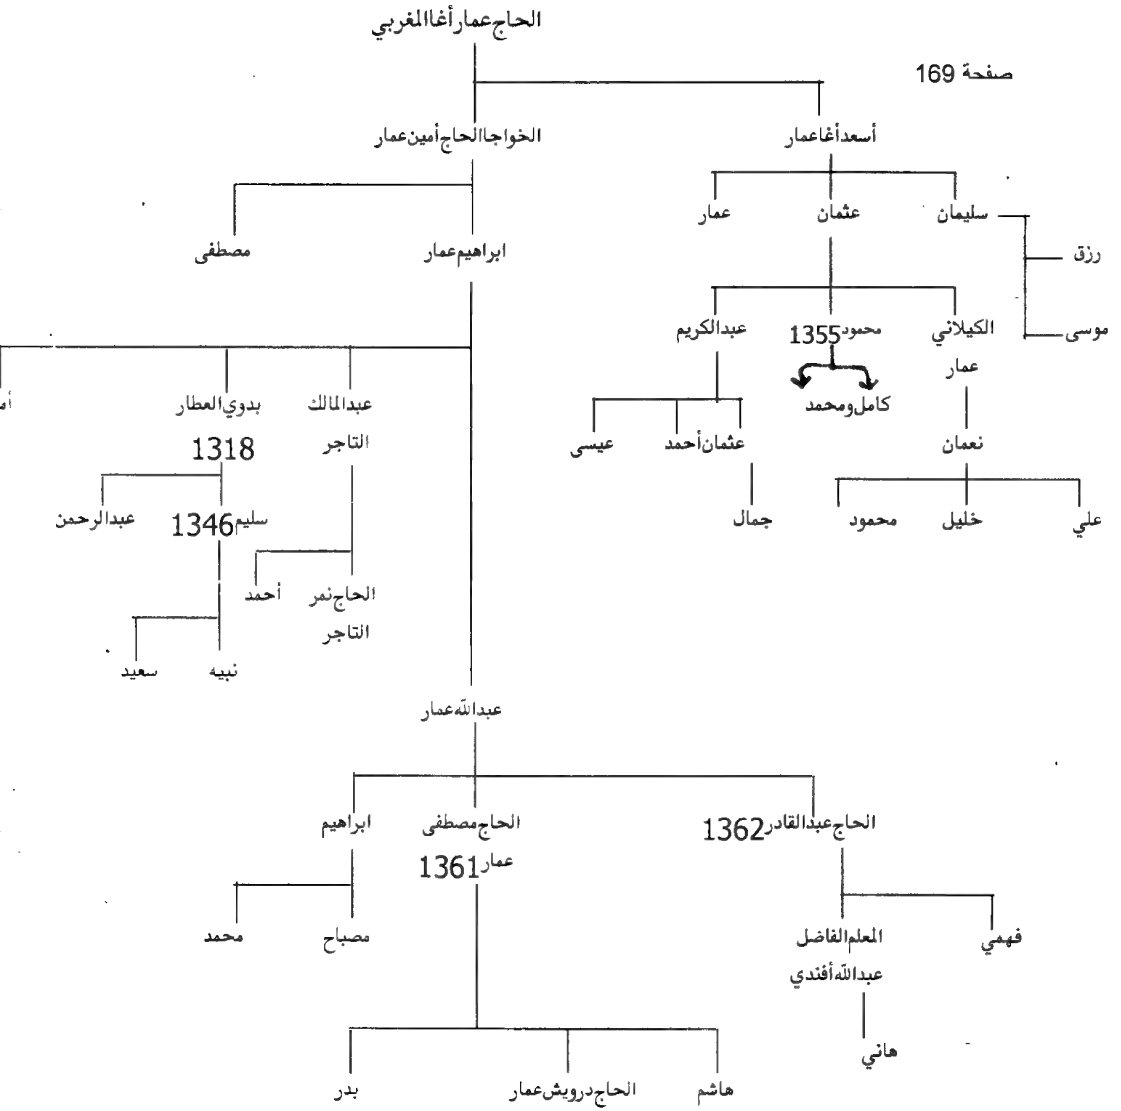 الحاج عمار أغا المغربي
صفحة 169
أسعد أغا عمار
الخواجا الحاج أمين عمار
سليمان
عثمان
عمار
رزق
ابراهيم عمار
مصطفى
موسى
الكيلاني
محمود 1355
عبدالكريم
عمار
كامل ومحمد
عبدالمالك
بدوي العطار
نعمان
عثمان أحمد
عيسى
التاجر
1318
علي
خليل
محمود
جمال
سليم 1346
عبدالرحمن
الحاج نمر
أحمد
التاجر
نبيه
سعيد
عبدالله عمار
الحاج عبدالقادر 1362
الحاج مصطفى
ابراهيم
عمار 1361
فهمي
المعلم الفاضل
مصباح
محمد
عبدالله أفندي
هاني
هاشم
الحاج درويش عمار
بدر